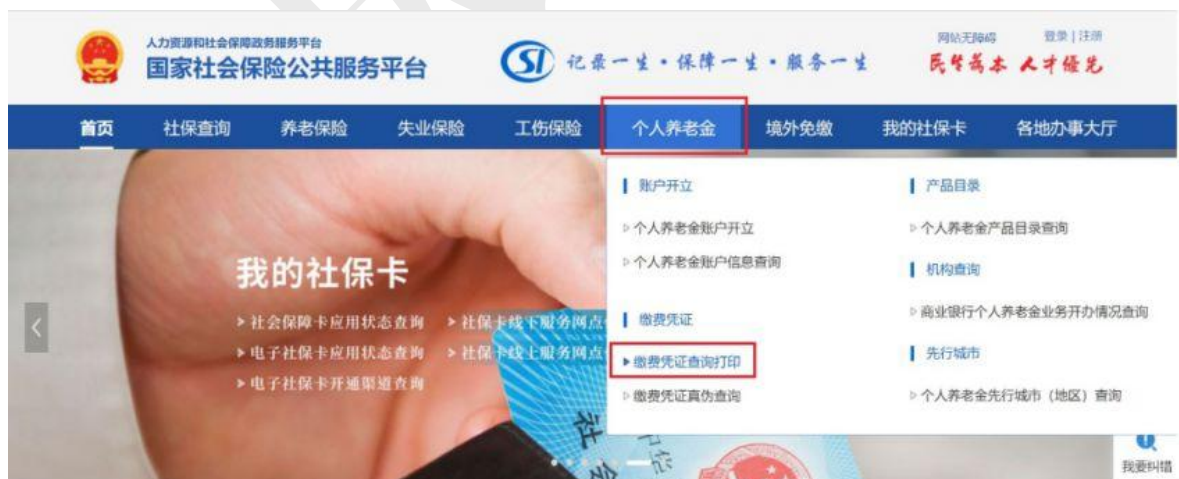 人力资源和社会保障政务服务平台
国家社会保险公共服务平台
SI 记录一生·保障一生·服务一生
网站无障碍 登录 | 注册
民生为本 人才优先
首页 社保查询 养老保险 失业保险 工伤保险 个人养老金 境外免缴 我的社保卡 各地办事大厅
账户开立
个人养老金账户开立
个人养老金账户信息查询
缴费凭证
缴费凭证查询打印
缴费凭证真伪查询
产品目录
个人养老金产品目录查询
机构查询
商业银行个人养老金业务开办情况查询
先行城市
个人养老金先行城市（地区）查询
我的社保卡
社会保障卡应用状态查询 社保卡线下服务网点
电子社保卡应用状态查询 社保卡线上服务网点
电子社保卡开通渠道查询
社会
我要纠错